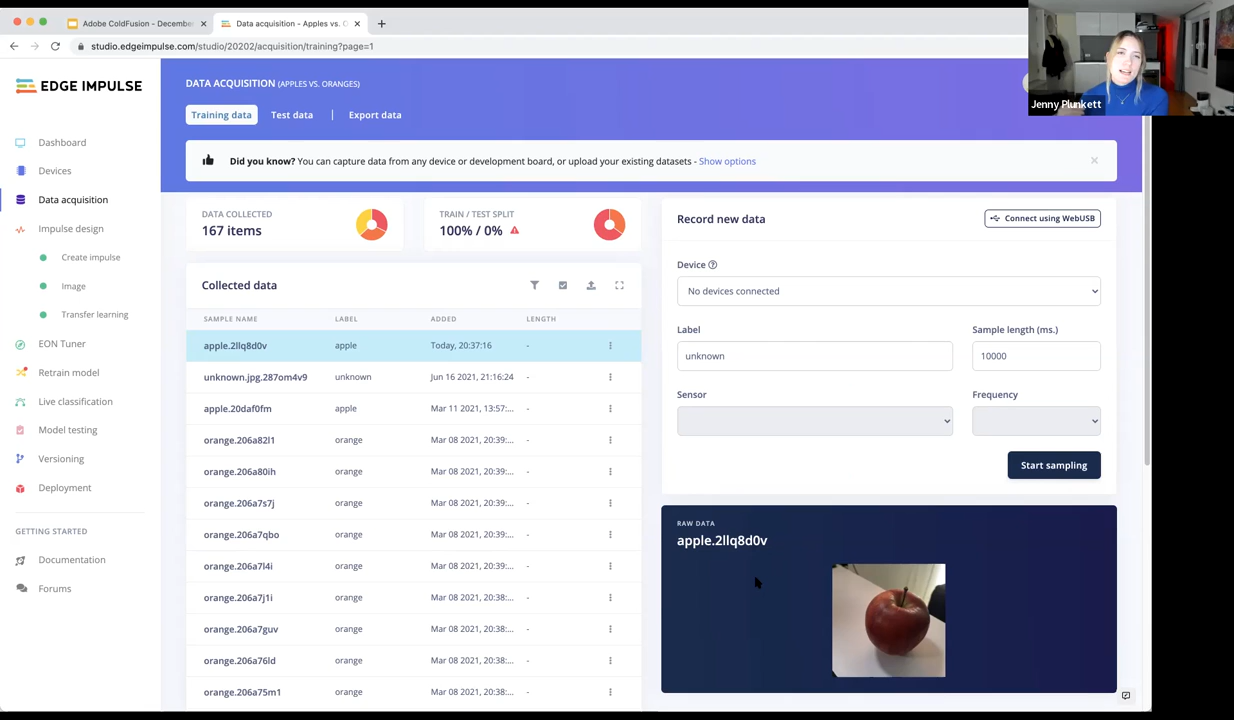 Adobe ColdFusion - December
Data acquisition - Apples vs. O
studio.edgeimpulse.com/studio/20202/acquisition/training?page=1
Jenny Plunkett
EDGE IMPULSE
Dashboard
Devices
Data acquisition
Impulse design
Create impulse
Image
Transfer learning
EON Tuner
Retrain model
Live classification
Model testing
Versioning
Deployment
GETTING STARTED
Documentation
Forums
DATA ACQUISITION (APPLES VS. ORANGES)
Training data Test data | Export data
Did you know? You can capture data from any device or development board, or upload your existing datasets - Show options
DATA COLLECTED
167 items
TRAIN / TEST SPLIT
100% / 0%
Collected data
SAMPLE NAME LABEL ADDED LENGTH
apple.2llq8d0v apple Today, 20:37:16 -
unknown.jpg.287om4v9 unknown Jun 16 2021, 21:16:24 -
apple.20daf0fm apple Mar 11 2021, 13:57:... -
orange.206a82l1 orange Mar 08 2021, 20:39:... -
orange.206a80ih orange Mar 08 2021, 20:39:... -
orange.206a7s7j orange Mar 08 2021, 20:39:... -
orange.206a7qbo orange Mar 08 2021, 20:39:... -
orange.206a7l4i orange Mar 08 2021, 20:39:... -
orange.206a7j1i orange Mar 08 2021, 20:38:... -
orange.206a7guv orange Mar 08 2021, 20:38:... -
orange.206a76ld orange Mar 08 2021, 20:38:... -
orange.206a75m1 orange Mar 08 2021, 20:38:... -
Record new data
Connect using WebUSB
Device
No devices connected
Label Sample length (ms.)
unknown 10000
Sensor Frequency
Start sampling
RAW DATA
apple.2llq8d0v